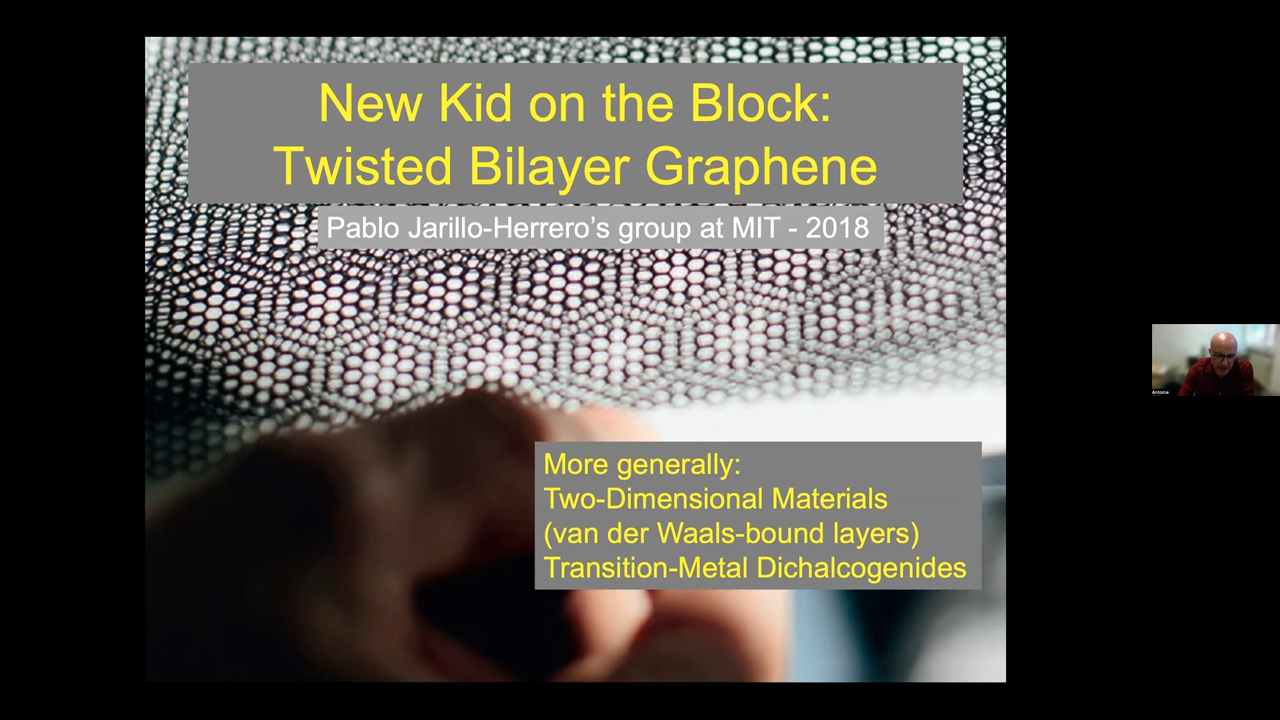 New Kid on the Block:
Twisted Bilayer Graphene
Pablo Jarillo-Herrero’s group at MIT - 2018
More generally:
Two-Dimensional Materials
(van der Waals-bound layers)
Transition-Metal Dichalcogenides
Antoine